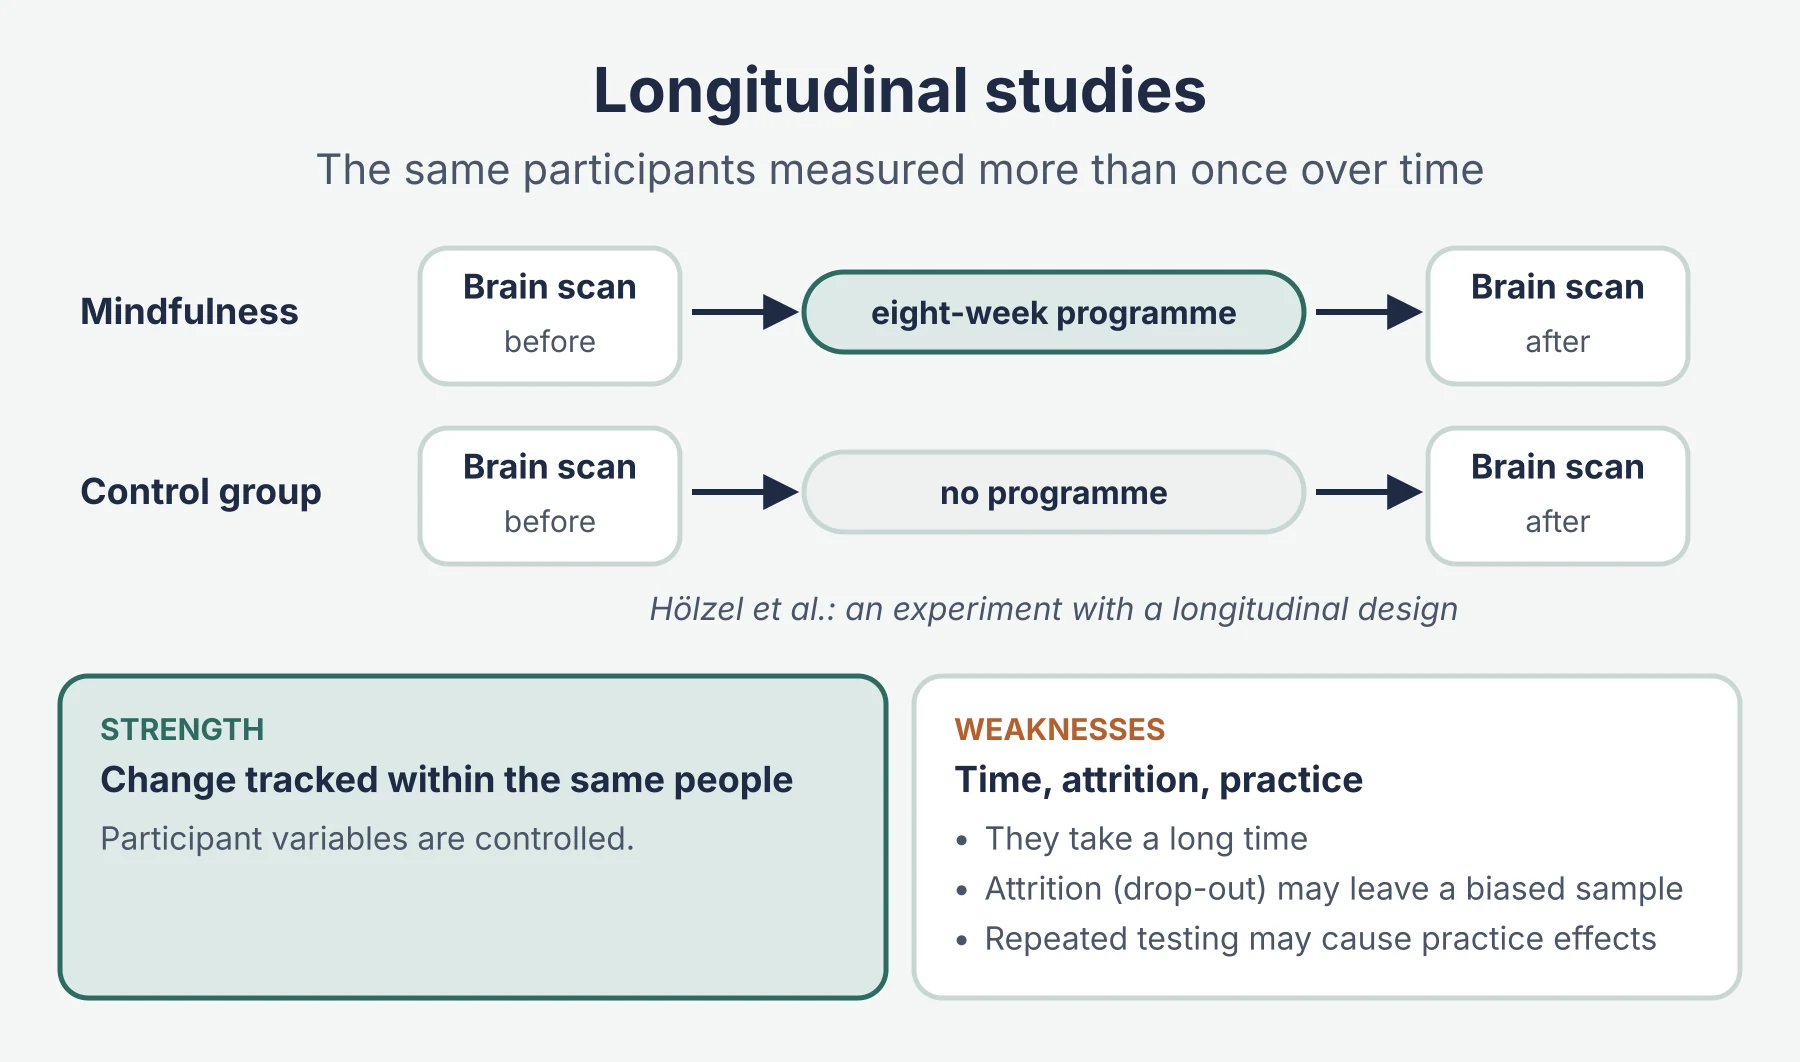 Longitudinal studies
The same participants measured more than once over time
Mindfulness
Brain scan
before
eight-week programme
Brain scan
after
Control group
Brain scan
before
no programme
Brain scan
after
Hölzel et al.: an experiment with a longitudinal design
STRENGTH
Change tracked within the same people
Participant variables are controlled.
WEAKNESSES
Time, attrition, practice
• They take a long time
• Attrition (drop-out) may leave a biased sample
• Repeated testing may cause practice effects